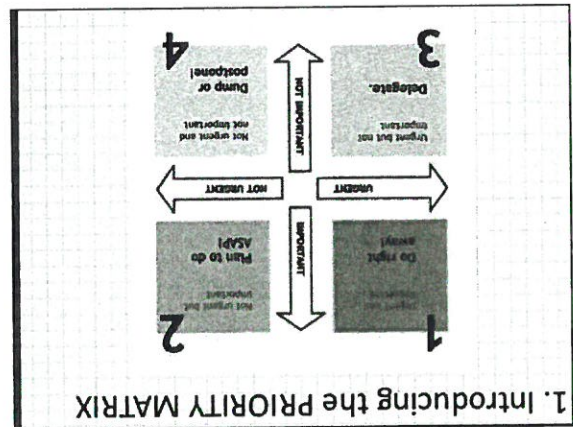 1. Introducing the PRIORITY MATRIX
1
Urgent
important
Do right
away!
IMPORTANT
2
Not urgent but
important
Plan to do
ASAP!
URGENT
NOT URGENT
Urgent but not
important
Delegate.
3
NOT IMPORTANT
Not urgent and
not important
Dump or
postpone!
4